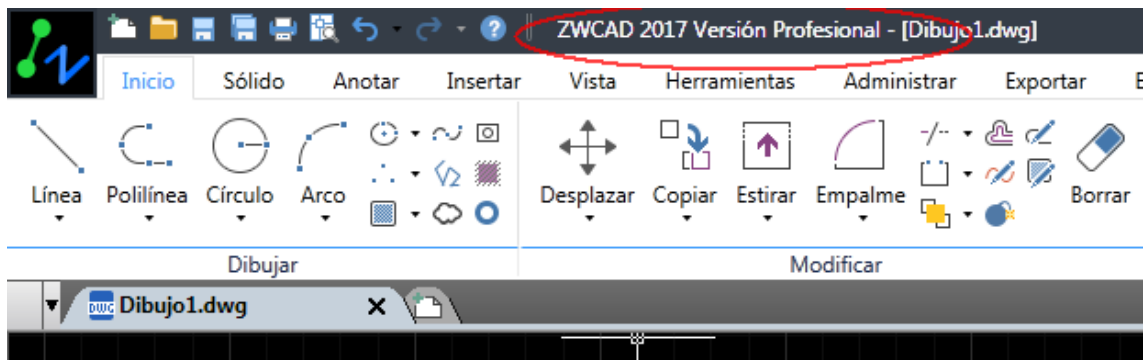 ZWCAD 2017 Versión Profesional - [Dibujo1.dwg]
Inicio Sólido Anotar Insertar Vista Herramientas Administrar Exportar
Línea Polilínea Círculo Arco Desplazar Copiar Estirar Empalme Borrar
Dibujar Modificar
DWG Dibujo1.dwg